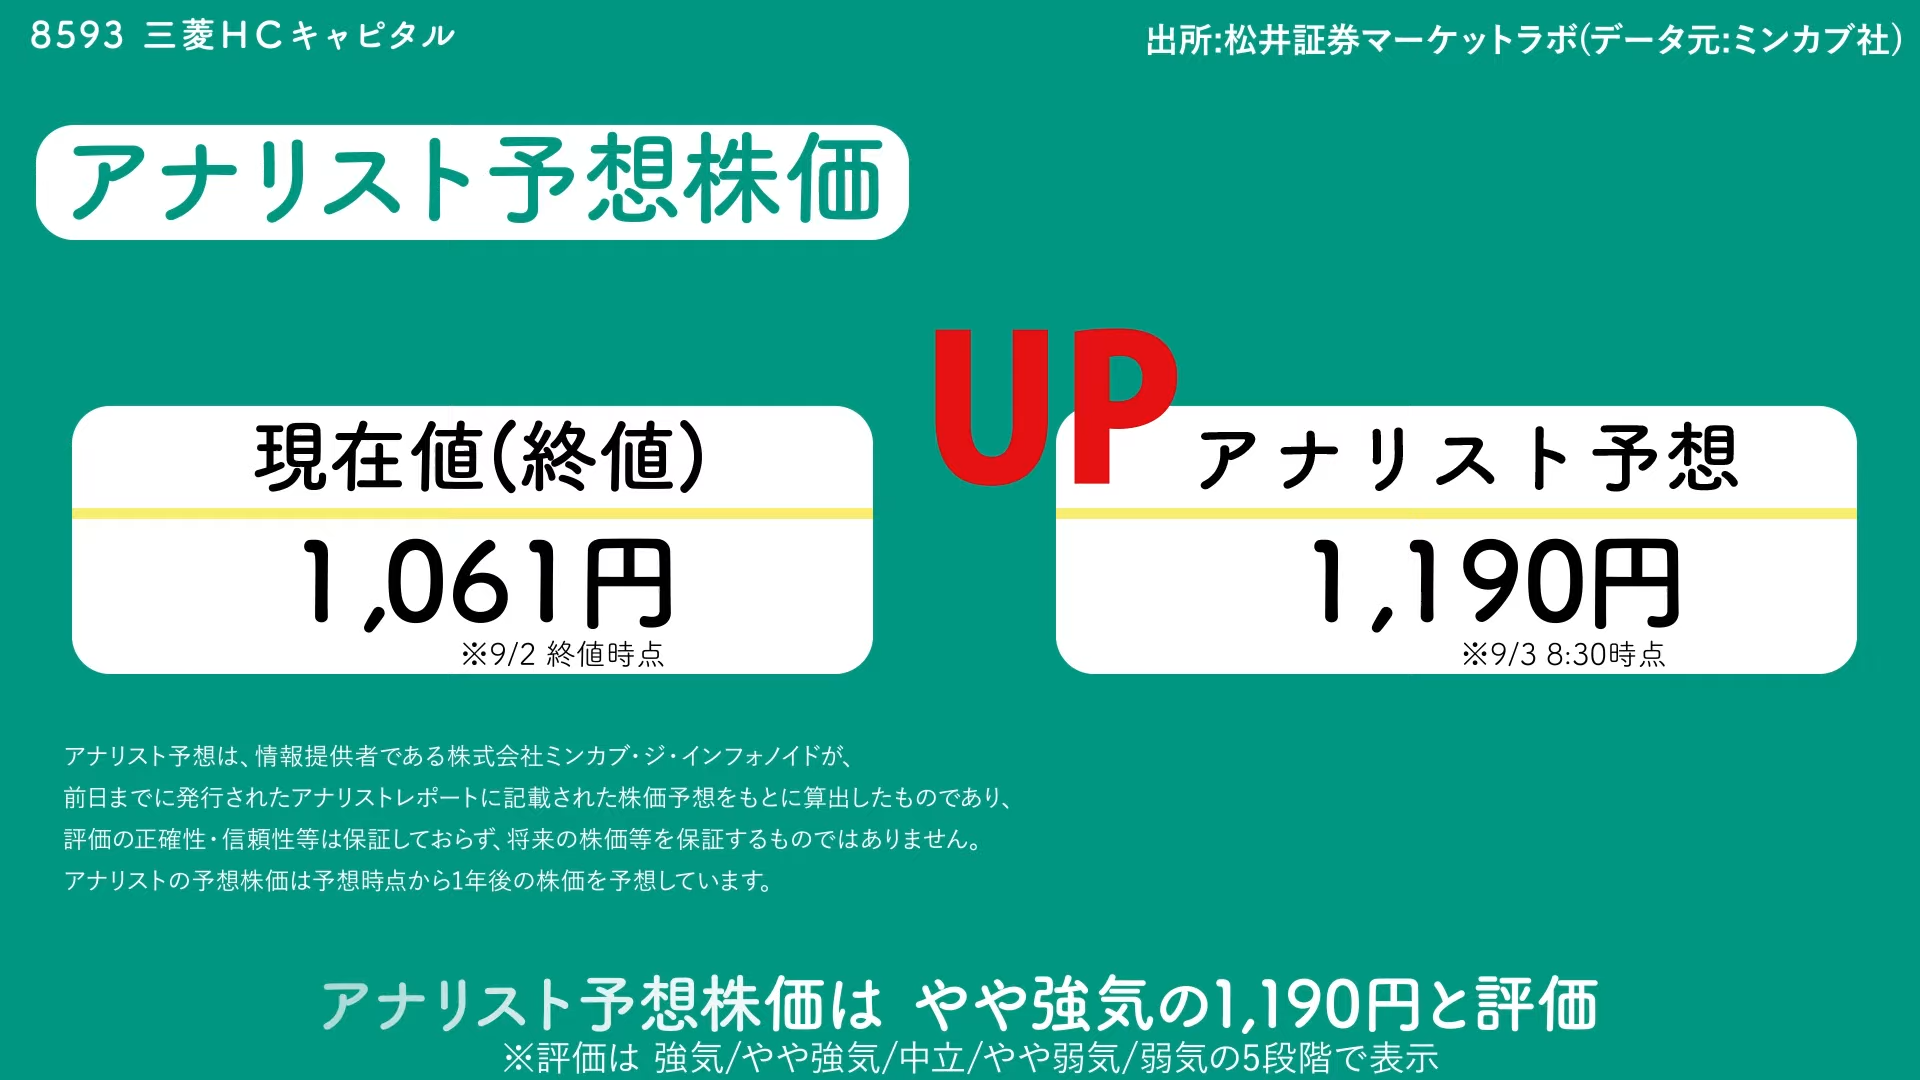 8593 三菱HCキャピタル
出所:松井証券マーケットラボ(データ元:ミンカブ社)
アナリスト予想株価
UP
現在値(終値)
1,061円
※9/2 終値時点
アナリスト予想
1,190円
※9/3 8:30時点
アナリスト予想は、情報提供者である株式会社ミンカブ・ジ・インフォノイドが、
前日までに発行されたアナリストレポートに記載された株価予想をもとに算出したものであり、
評価の正確性・信頼性等は保証しておらず、将来の株価等を保証するものではありません。
アナリストの予想株価は予想時点から1年後の株価を予想しています。
アナリスト予想株価は やや強気の1,190円と評価
※評価は 強気/やや強気/中立/やや弱気/弱気の5段階で表示